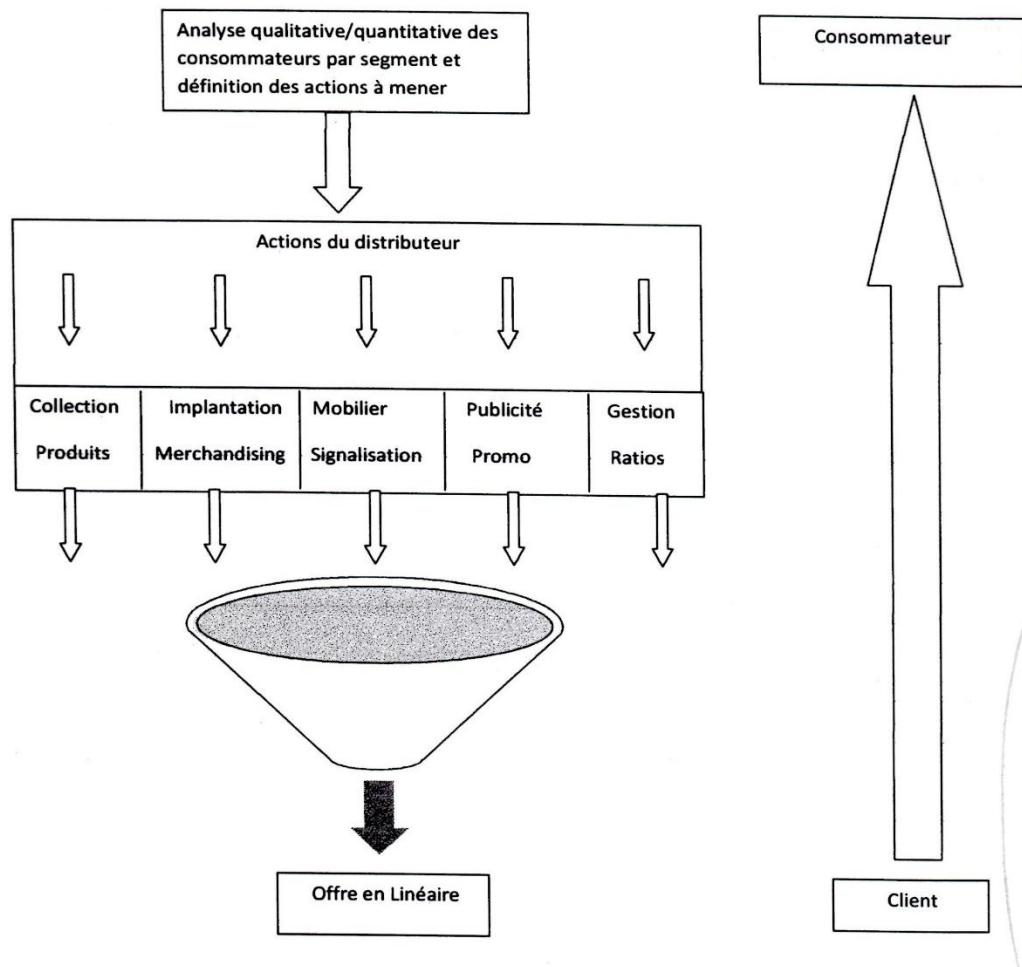 Analyse qualitative/quantitative des
consommateurs par segment et
définition des actions à mener
Consommateur
Actions du distributeur
Collection
Produits
Implantation
Merchandising
Mobilier
Signalisation
Publicité
Promo
Gestion
Ratios
Offre en Linéaire
Client